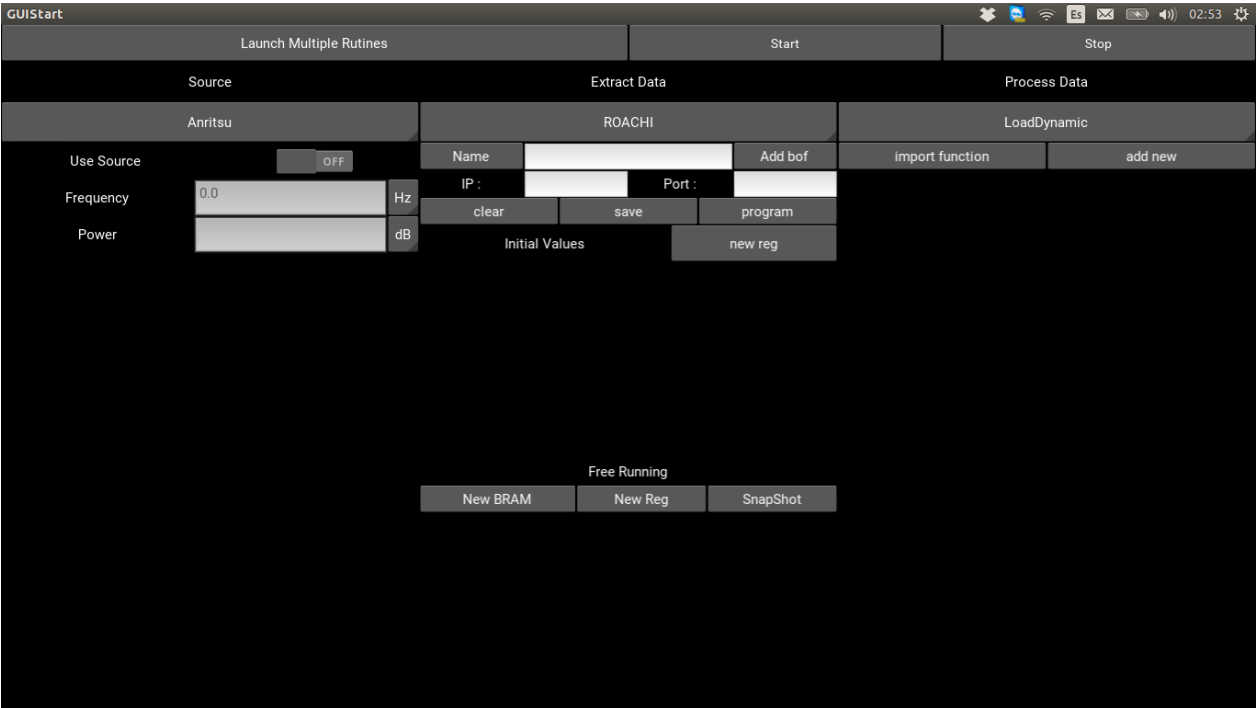 GUIStart Es 02:53
Launch Multiple Rutines Start Stop
Source Extract Data Process Data
Anritsu ROACHI LoadDynamic
Use Source OFF Name Add bof import function add new
Frequency 0.0 Hz IP : Port :
clear save program
Power dB Initial Values new reg
Free Running
New BRAM New Reg SnapShot